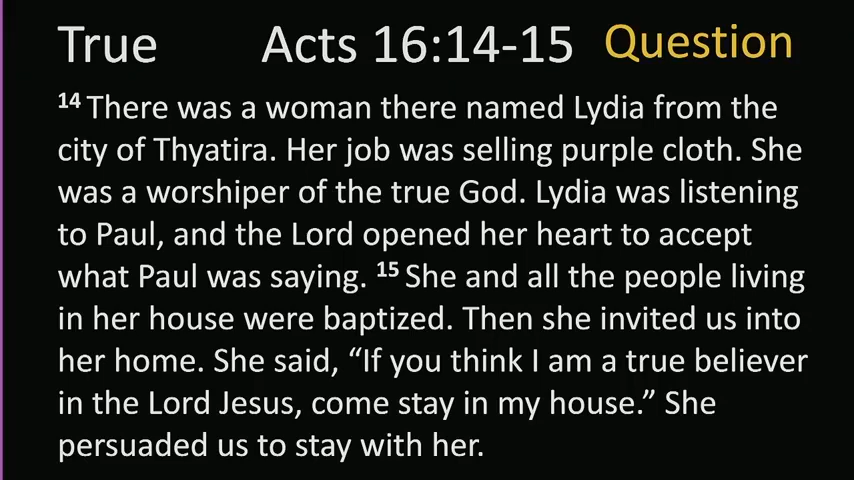 True Acts 16:14-15 Question
14 There was a woman there named Lydia from the
city of Thyatira. Her job was selling purple cloth. She
was a worshiper of the true God. Lydia was listening
to Paul, and the Lord opened her heart to accept
what Paul was saying. 15 She and all the people living
in her house were baptized. Then she invited us into
her home. She said, “If you think I am a true believer
in the Lord Jesus, come stay in my house.” She
persuaded us to stay with her.